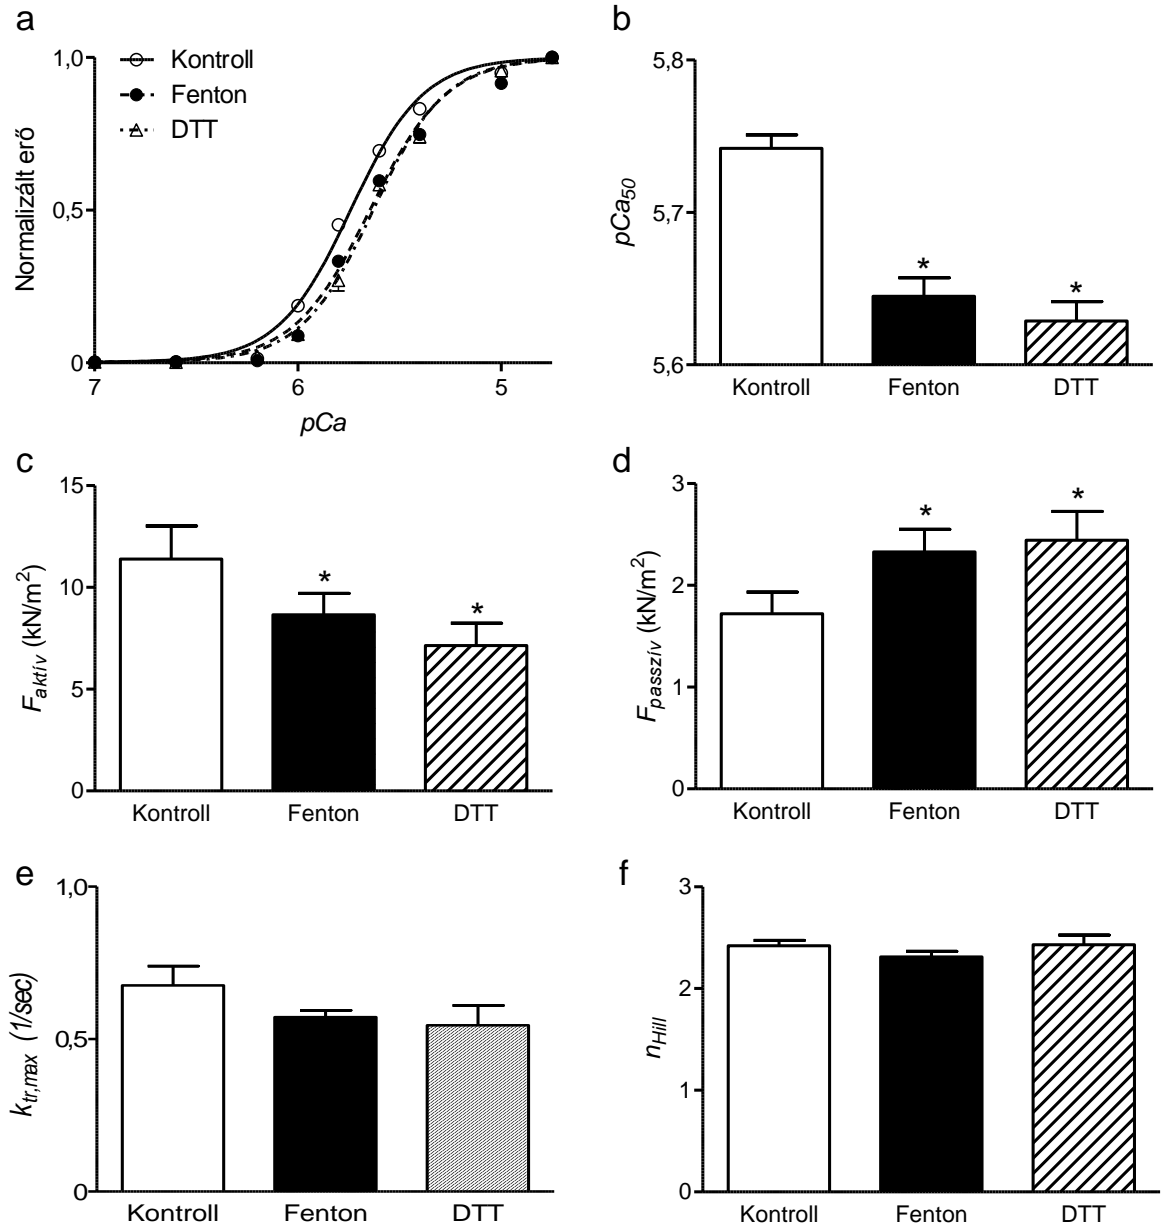 a
1,0
Kontroll
Fenton
DTT
0,5
0
Normalizált erő
7
6
5
pCa
b
5,8
5,7
5,6
pCa50
*
*
Kontroll
Fenton
DTT
c
15
10
5
0
Faktív (kN/m²)
*
*
Kontroll
Fenton
DTT
d
3
2
1
0
Fpasszív (kN/m²)
*
*
Kontroll
Fenton
DTT
e
1,0
0,5
0
ktr,max (1/sec)
Kontroll
Fenton
DTT
f
3
2
1
0
nHill
Kontroll
Fenton
DTT